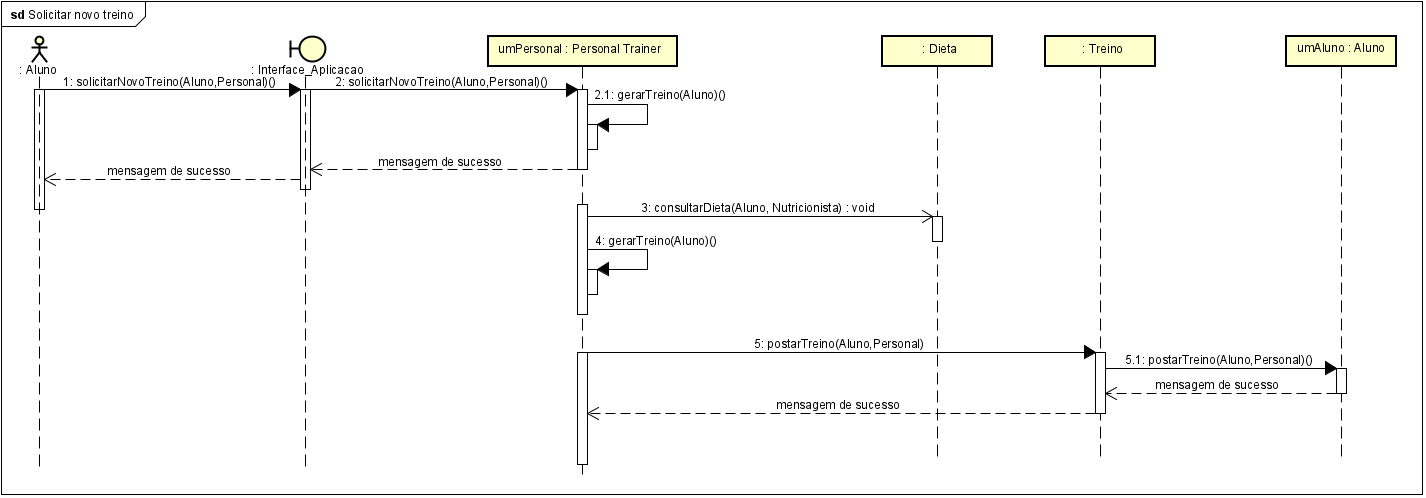 sd Solicitar novo treino
: Aluno
: Interface_Aplicacao
umPersonal : Personal Trainer
: Dieta
: Treino
umAluno : Aluno
1: solicitarNovoTreino(Aluno,Personal)()
2: solicitarNovoTreino(Aluno,Personal)()
2.1: gerarTreino(Aluno)()
mensagem de sucesso
mensagem de sucesso
3: consultarDieta(Aluno, Nutricionista) : void
4: gerarTreino(Aluno)()
5: postarTreino(Aluno,Personal)
5.1: postarTreino(Aluno,Personal)()
mensagem de sucesso
mensagem de sucesso